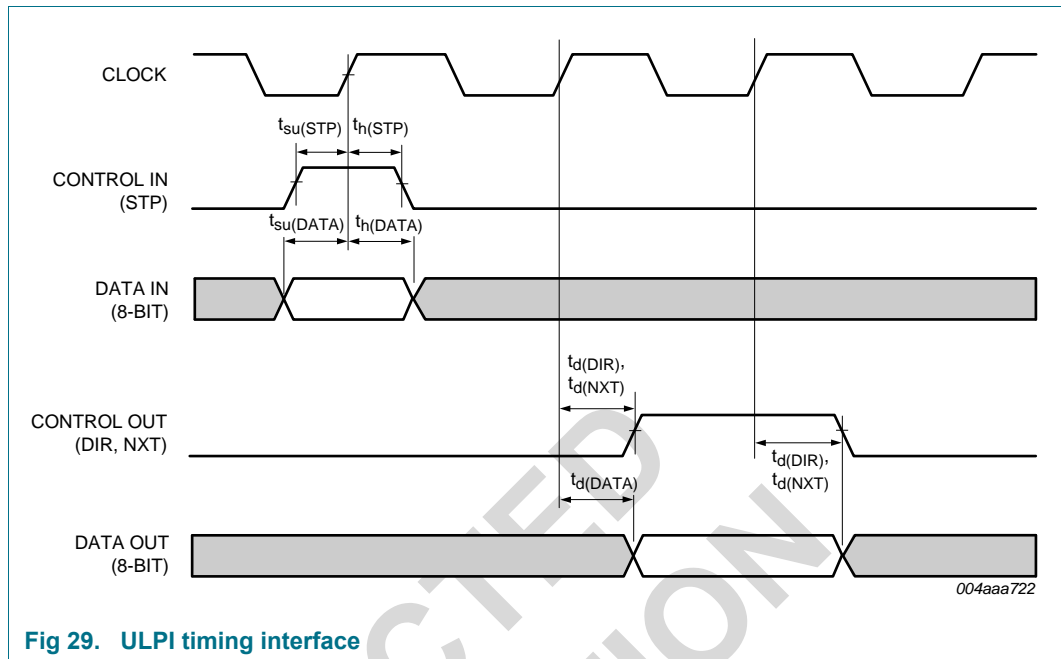 CLOCK
tsu(STP) th(STP)
CONTROL IN
(STP)
tsu(DATA) th(DATA)
DATA IN
(8-BIT)
td(DIR),
td(NXT)
CONTROL OUT
(DIR, NXT)
td(DIR),
td(NXT)
td(DATA)
DATA OUT
(8-BIT)
004aaa722
Fig 29. ULPI timing interface